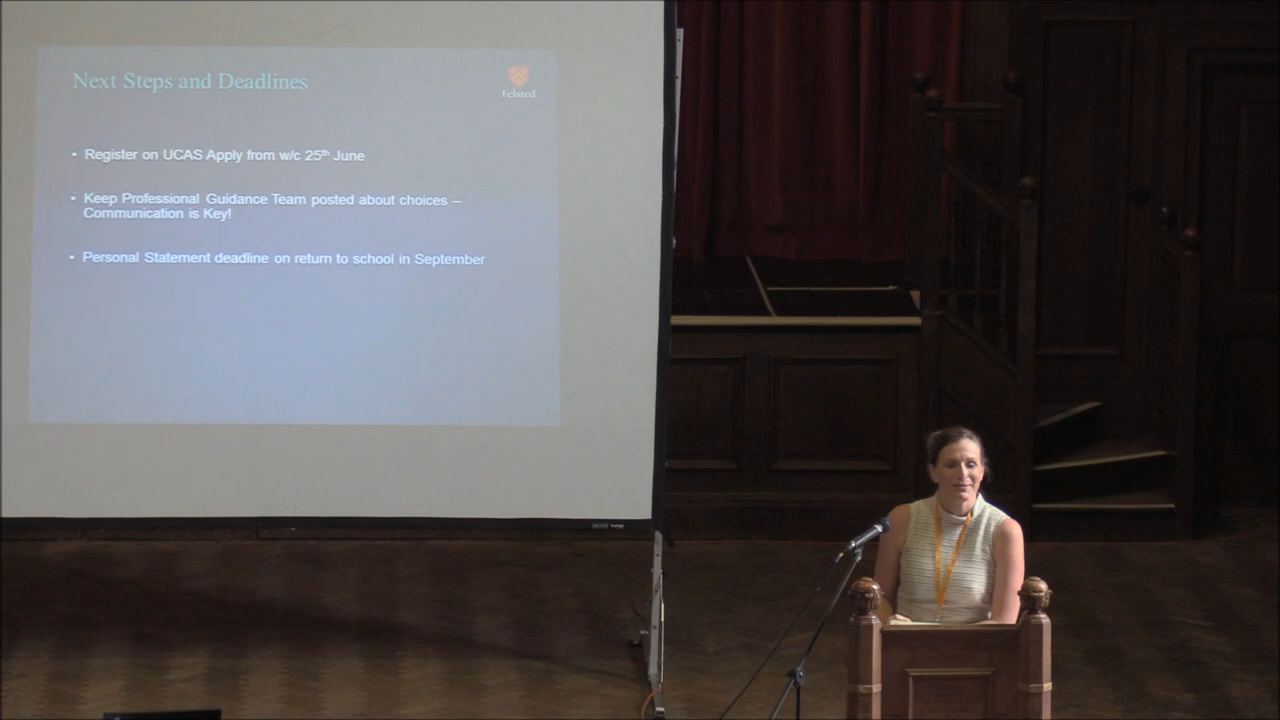 Next Steps and Deadlines
Felsted
• Register on UCAS Apply from w/c 25th June
• Keep Professional Guidance Team posted about choices –
Communication is Key!
• Personal Statement deadline on return to school in September